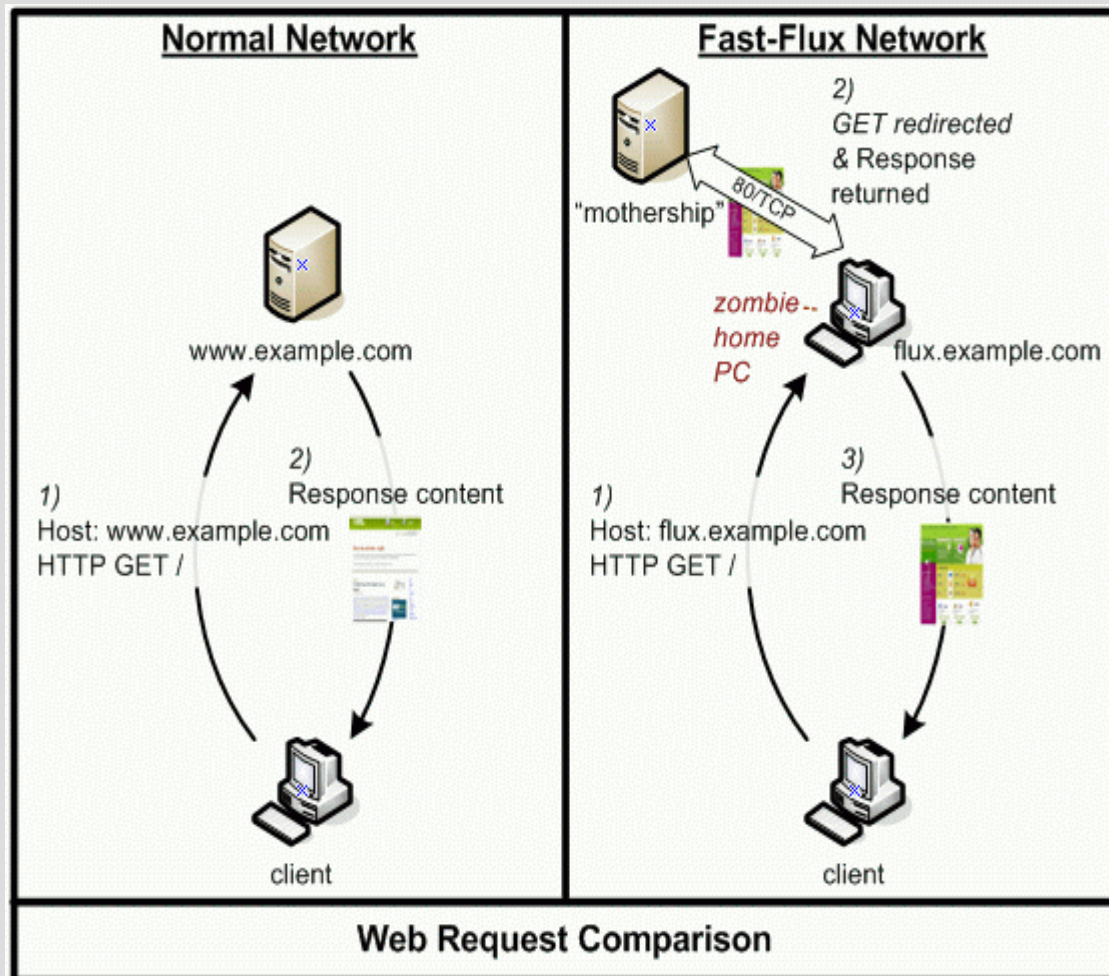 Normal Network
www.example.com
1)
Host: www.example.com
HTTP GET /
2)
Response content
client
Fast-Flux Network
"mothership"
80/TCP
2)
GET redirected
& Response
returned
zombie --
home
PC
flux.example.com
1)
Host: flux.example.com
HTTP GET /
3)
Response content
client
Web Request Comparison